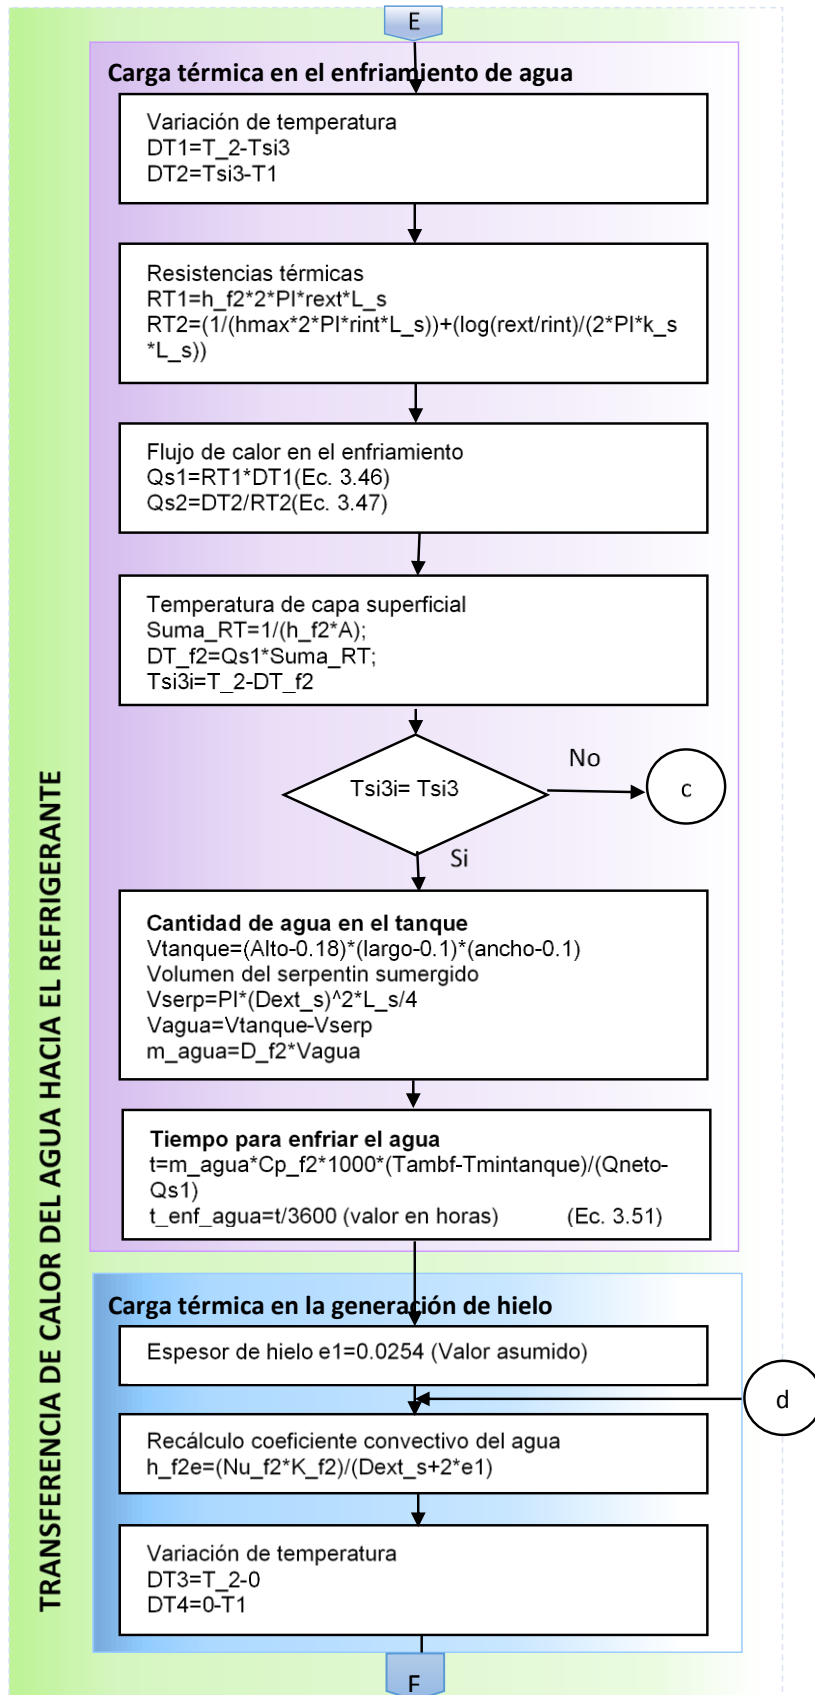 E
Carga térmica en el enfriamiento de agua
Variación de temperatura
DT1=T_2-Tsi3
DT2=Tsi3-T1
Resistencias térmicas
RT1=h_f2*2*PI*rext*L_s
RT2=(1/(hmax*2*PI*rint*L_s))+(log(rext/rint)/(2*PI*k_s
*L_s))
Flujo de calor en el enfriamiento
Qs1=RT1*DT1(Ec. 3.46)
Qs2=DT2/RT2(Ec. 3.47)
Temperatura de capa superficial
Suma_RT=1/(h_f2*A);
DT_f2=Qs1*Suma_RT;
Tsi3i=T_2-DT_f2
Tsi3i= Tsi3
No
c
Si
Cantidad de agua en el tanque
Vtanque=(Alto-0.18)*(largo-0.1)*(ancho-0.1)
Volumen del serpentin sumergido
Vserp=PI*(Dext_s)^2*L_s/4
Vagua=Vtanque-Vserp
m_agua=D_f2*Vagua
Tiempo para enfriar el agua
t=m_agua*Cp_f2*1000*(Tambf-Tmintanque)/(Qneto-
Qs1)
t_enf_agua=t/3600 (valor en horas) (Ec. 3.51)
Carga térmica en la generación de hielo
Espesor de hielo e1=0.0254 (Valor asumido)
d
Recálculo coeficiente convectivo del agua
h_f2e=(Nu_f2*K_f2)/(Dext_s+2*e1)
Variación de temperatura
DT3=T_2-0
DT4=0-T1
F
TRANSFERENCIA DE CALOR DEL AGUA HACIA EL REFRIGERANTE